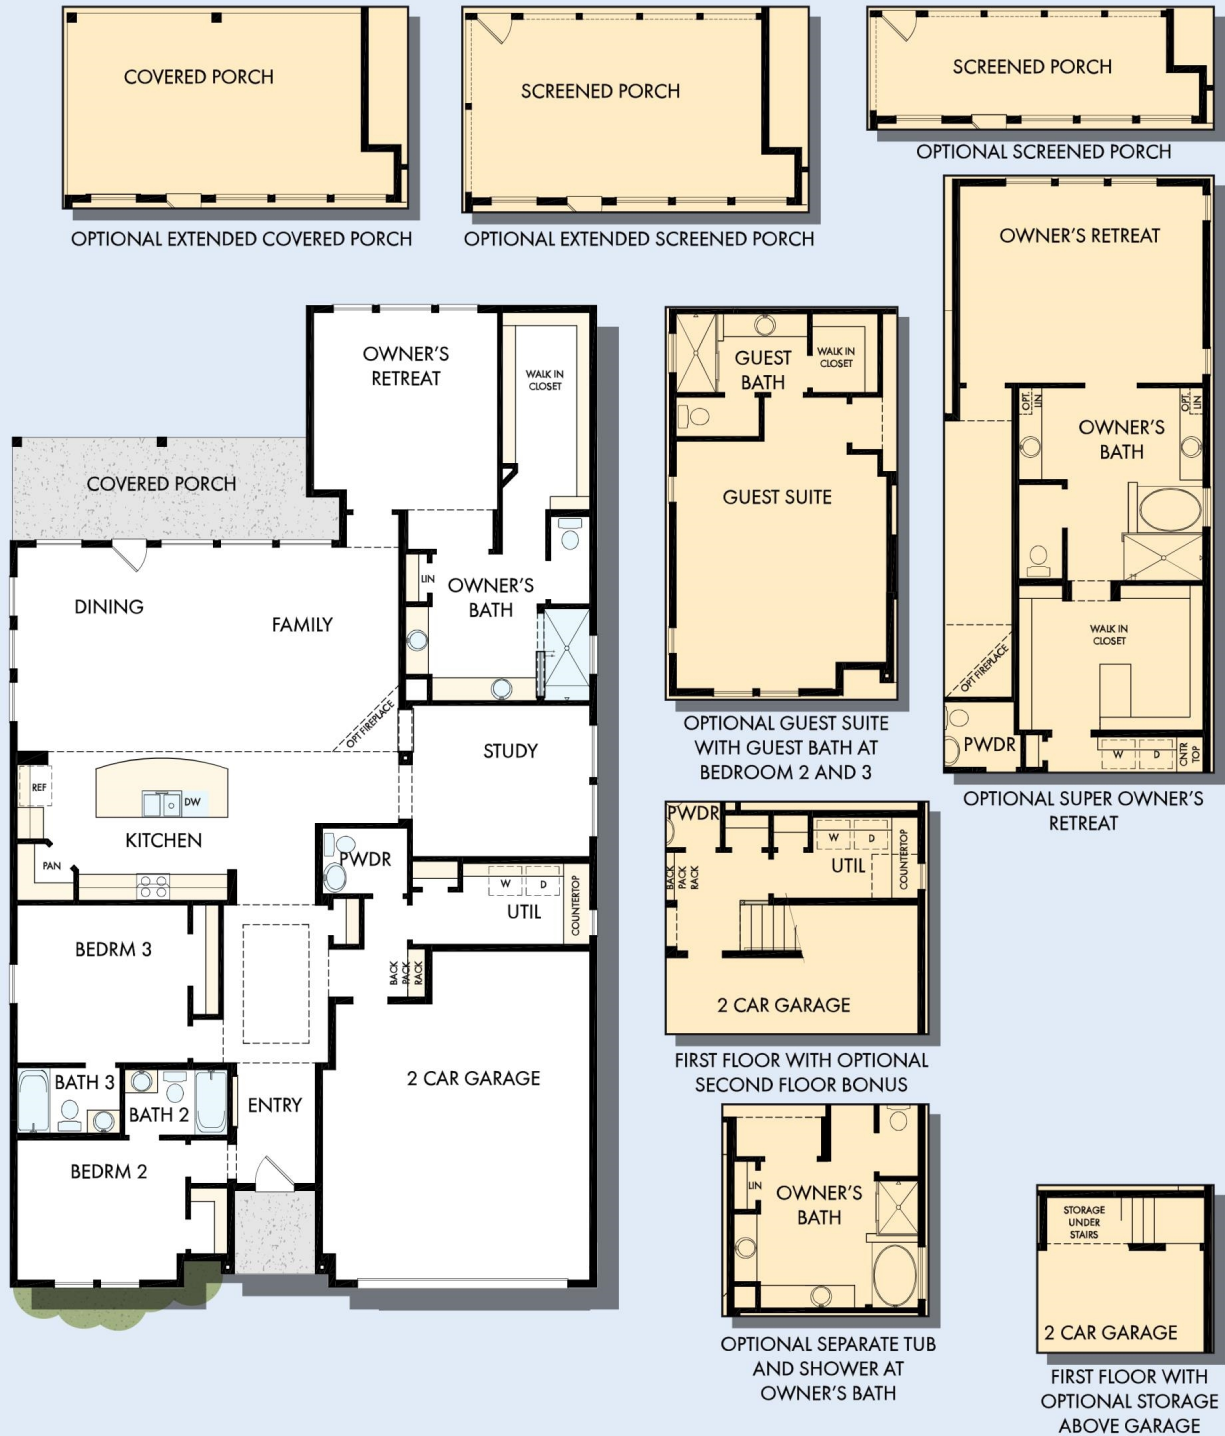 COVERED PORCH
OPTIONAL EXTENDED COVERED PORCH
SCREENED PORCH
OPTIONAL EXTENDED SCREENED PORCH
SCREENED PORCH
OPTIONAL SCREENED PORCH
OWNER'S
RETREAT
WALK IN
CLOSET
COVERED PORCH
DINING
FAMILY
LIN
OWNER'S
BATH
OPT FIREPLACE
STUDY
REF
DW
KITCHEN
PAN
PWDR
W
D
UTIL
COUNTERTOP
BEDRM 3
BACK
PACK
RACK
2 CAR GARAGE
BATH 3
BATH 2
ENTRY
BEDRM 2
GUEST
BATH
WALK IN
CLOSET
GUEST SUITE
OPTIONAL GUEST SUITE
WITH GUEST BATH AT
BEDROOM 2 AND 3
OWNER'S RETREAT
OPT.
LIN
OPT.
LIN
OWNER'S
BATH
WALK IN
CLOSET
OPT FIREPLACE
PWDR
W
D
CNTR
TOP
OPTIONAL SUPER OWNER'S
RETREAT
PWDR
BACK
PACK
RACK
W
D
UTIL
COUNTERTOP
2 CAR GARAGE
FIRST FLOOR WITH OPTIONAL
SECOND FLOOR BONUS
LIN
OWNER'S
BATH
OPTIONAL SEPARATE TUB
AND SHOWER AT
OWNER'S BATH
STORAGE
UNDER
STAIRS
2 CAR GARAGE
FIRST FLOOR WITH
OPTIONAL STORAGE
ABOVE GARAGE